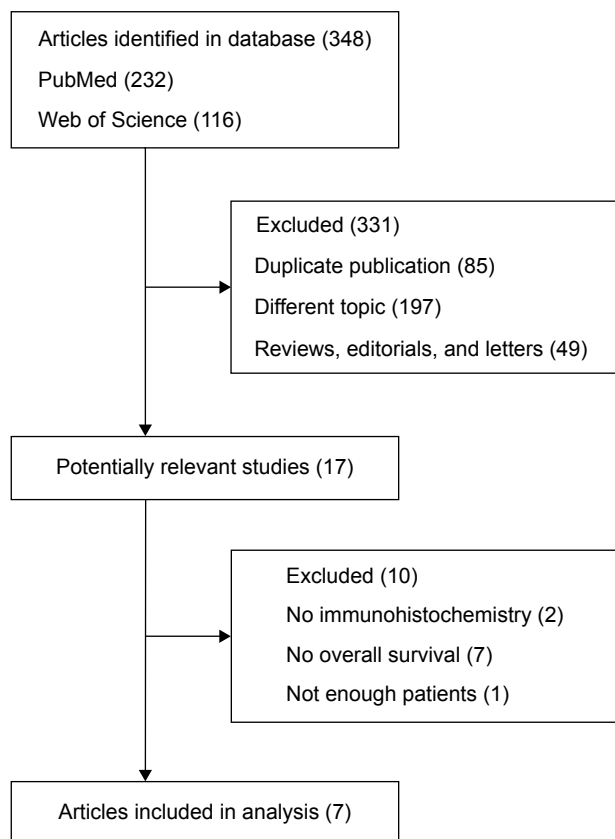 Articles identified in database (348)
PubMed (232)
Web of Science (116)
Excluded (331)
Duplicate publication (85)
Different topic (197)
Reviews, editorials, and letters (49)
Potentially relevant studies (17)
Excluded (10)
No immunohistochemistry (2)
No overall survival (7)
Not enough patients (1)
Articles included in analysis (7)